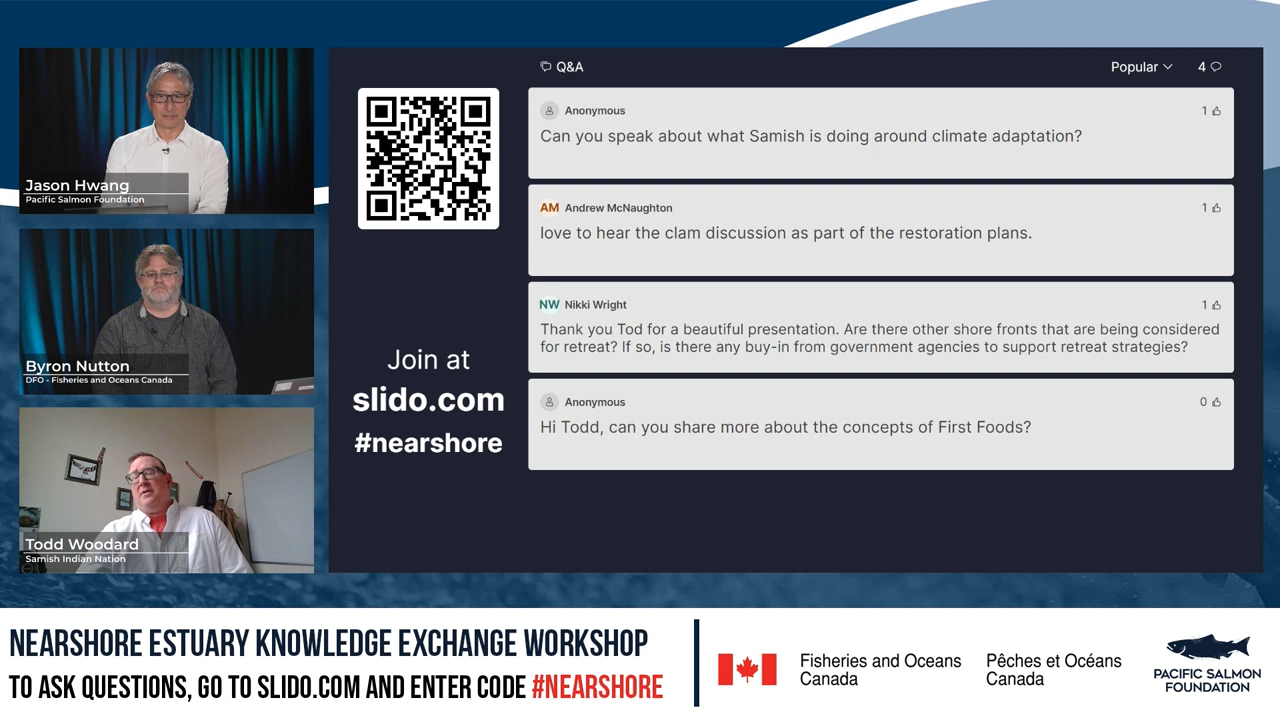 Jason Hwang
Pacific Salmon Foundation
Byron Nutton
DFO - Fisheries and Oceans Canada
Todd Woodard
Samish Indian Nation
Join at
slido.com
#nearshore
Q&A
Popular
4
Anonymous
1
Can you speak about what Samish is doing around climate adaptation?
AM Andrew McNaughton
1
love to hear the clam discussion as part of the restoration plans.
NW Nikki Wright
1
Thank you Tod for a beautiful presentation. Are there other shore fronts that are being considered
for retreat? If so, is there any buy-in from government agencies to support retreat strategies?
Anonymous
0
Hi Todd, can you share more about the concepts of First Foods?
NEARSHORE ESTUARY KNOWLEDGE EXCHANGE WORKSHOP
TO ASK QUESTIONS, GO TO SLIDO.COM AND ENTER CODE #NEARSHORE
Fisheries and Oceans
Canada
Pêches et Océans
Canada
PACIFIC SALMON
FOUNDATION